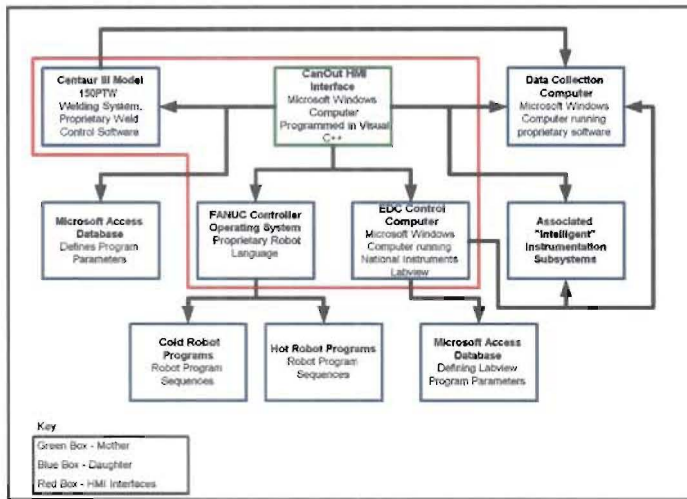 Centaur III Model
150PTW
Welding System,
Proprietary Weld
Control Software
CanOut HMI
Interface
Microsoft Windows
Computer
Programmed in Visual
C++
Data Collection
Computer
Microsoft Windows
Computer running
proprietary software
Microsoft Access
Database
Defines Program
Parameters
FANUC Controller
Operating System
Proprietary Robot
Language
EDC Control
Computer
Microsoft Windows
Computer running
National Instruments
Labview
Associated
"Intelligent"
Instrumentation
Subsystems
Cold Robot
Programs
Robot Program
Sequences
Hot Robot Programs
Robot Program
Sequences
Microsoft Access
Database
Defining Labview
Program Parameters
Key
Green Box - Mother
Blue Box - Daughter
Red Box - HMI Interfaces